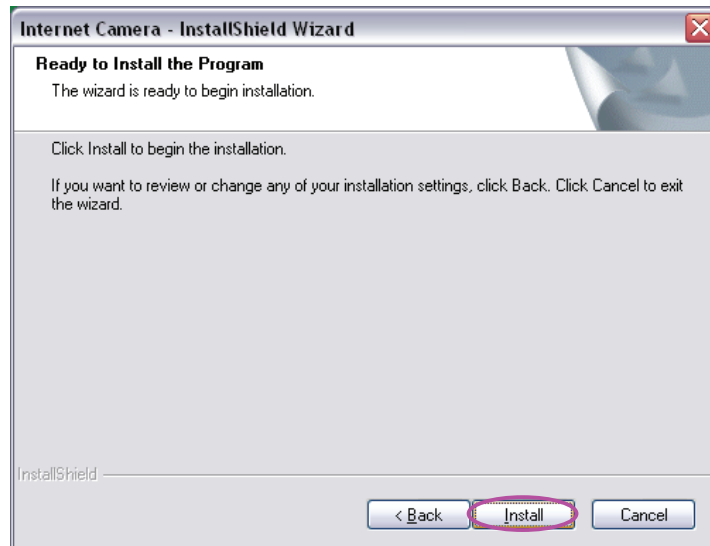 Internet Camera - InstallShield Wizard
Ready to Install the Program
The wizard is ready to begin installation.
Click Install to begin the installation.
If you want to review or change any of your installation settings, click Back. Click Cancel to exit
the wizard.
InstallShield
< Back Install Cancel